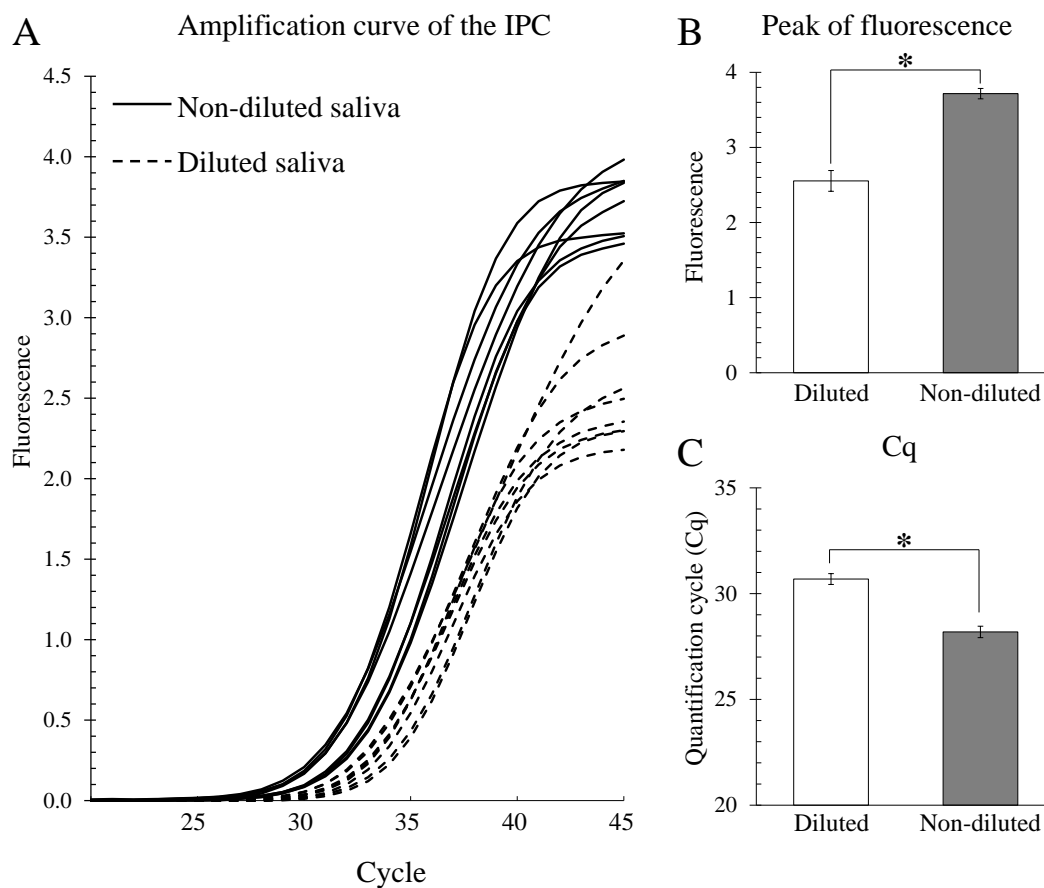 A
Amplification curve of the IPC
4.5
4.0
3.5
3.0
2.5
2.0
1.5
1.0
0.5
0.0
Fluorescence
Non-diluted saliva
Diluted saliva
25
30
35
40
45
Cycle
B
Peak of fluorescence
*
4
3
2
1
0
Fluorescence
Diluted
Non-diluted
C
Cq
*
35
30
25
20
Quantification cycle (Cq)
Diluted
Non-diluted